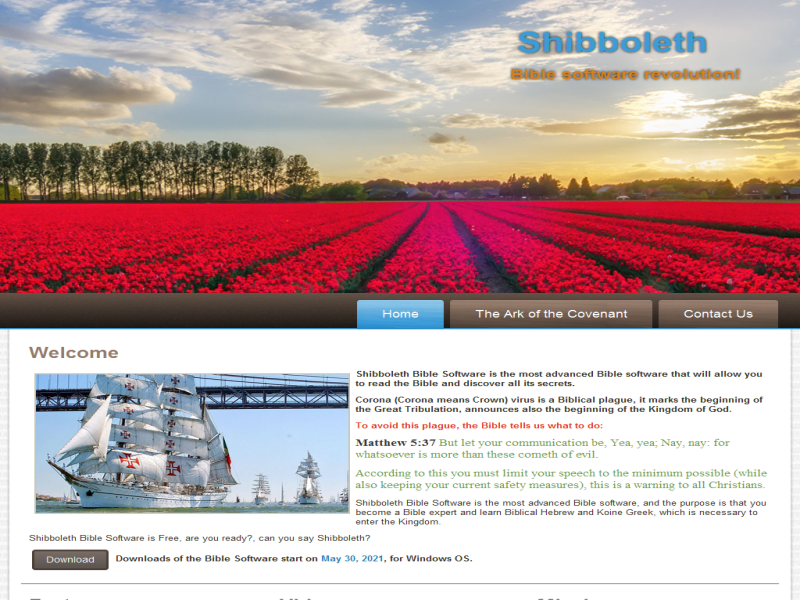 Shibboleth
Bible software revolution!
Home
The Ark of the Covenant
Contact Us
Welcome
Shibboleth Bible Software is the most advanced Bible software that will allow you
to read the Bible and discover all its secrets.
Corona (Corona means Crown) virus is a Biblical plague, it marks the beginning of
the Great Tribulation, announces also the beginning of the Kingdom of God.
To avoid this plague, the Bible tells us what to do:
Matthew 5:37 But let your communication be, Yea, yea; Nay, nay: for
whatsoever is more than these cometh of evil.
According to this you must limit your speech to the minimum possible (while
also keeping your current safety measures), this is a warning to all Christians.
Shibboleth Bible Software is the most advanced Bible software, and the purpose is that you
become a Bible expert and learn Biblical Hebrew and Koine Greek, which is necessary to
enter the Kingdom.
Shibboleth Bible Software is Free, are you ready?, can you say Shibboleth?
Download
Downloads of the Bible Software start on May 30, 2021, for Windows OS.